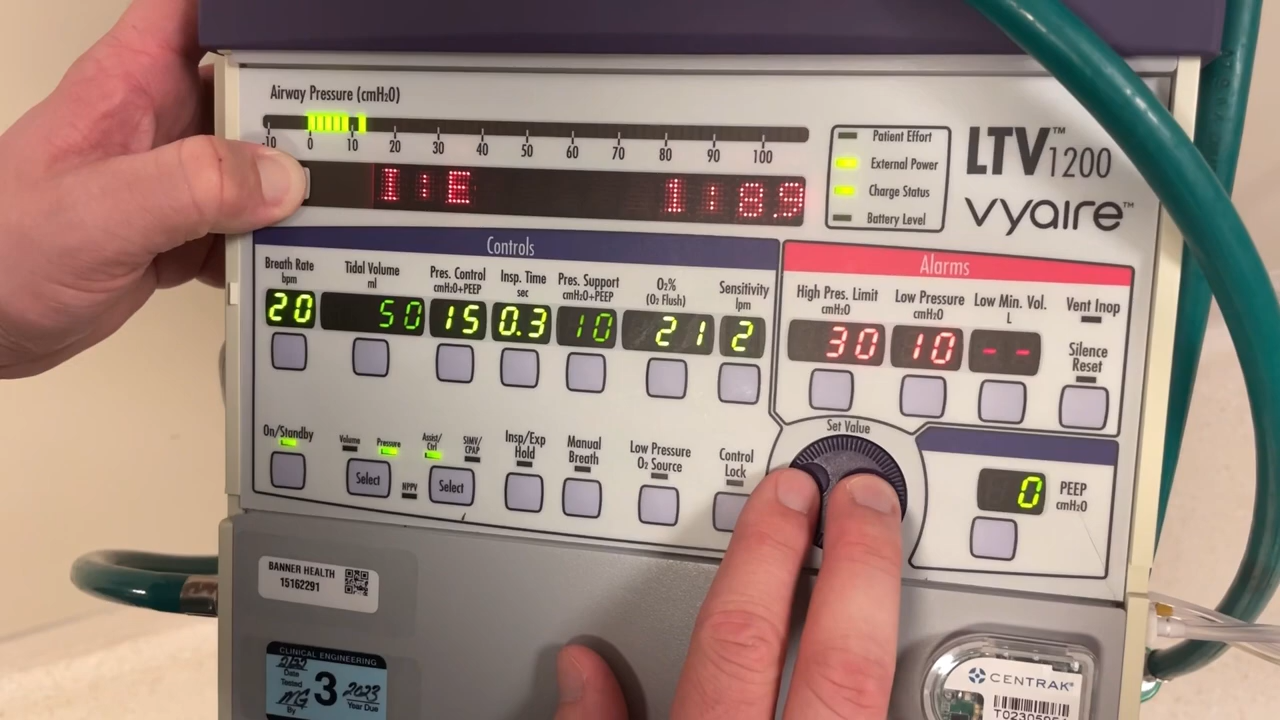 Airway Pressure (cmH2O)
-10 0 10 20 30 40 50 60 70 80 90 100
I:E 1:8.9
Patient Effort
External Power
Charge Status
Battery Level
LTV™ 1200
vyaire™
Controls
Breath Rate
bpm
Tidal Volume
ml
Pres. Control
cmH2O+PEEP
Insp. Time
sec
Pres. Support
cmH2O+PEEP
O2%
(O2 Flush)
Sensitivity
lpm
20 50 15 0.3 10 21 2
Alarms
High Pres. Limit
cmH2O
Low Pressure
cmH2O
Low Min. Vol.
L
Vent Inop
30 10 --
Silence
Reset
On/Standby
Volume
Pressure
NPPV
Select
Assist/
Ctrl
SIMV/
CPAP
Select
Insp/Exp
Hold
Manual
Breath
Low Pressure
O2 Source
Control
Lock
Set Value
0
PEEP
cmH2O
BANNER HEALTH
15162291
CLINICAL ENGINEERING
Date
Tested
By
3
2023
Year Due
CENTRAK